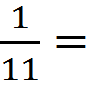 1/11 =